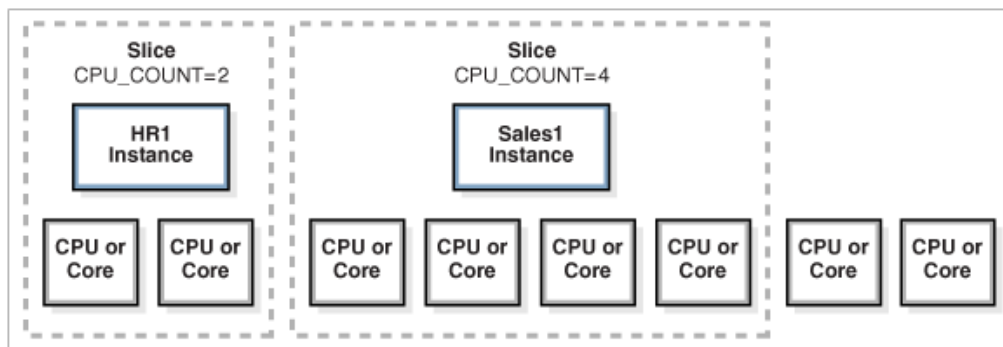 Slice
CPU_COUNT=2
HR1
Instance
CPU or
Core
CPU or
Core
Slice
CPU_COUNT=4
Sales1
Instance
CPU or
Core
CPU or
Core
CPU or
Core
CPU or
Core
CPU or
Core
CPU or
Core